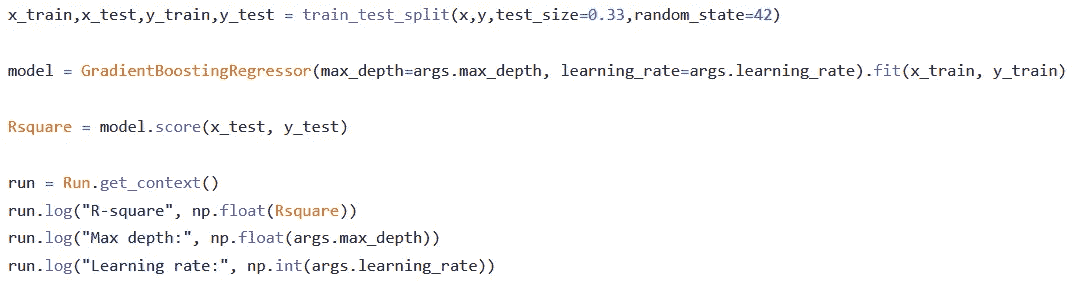 x_train,x_test,y_train,y_test = train_test_split(x,y,test_size=0.33,random_state=42)
model = GradientBoostingRegressor(max_depth=args.max_depth, learning_rate=args.learning_rate).fit(x_train, y_train)
Rsquare = model.score(x_test, y_test)
run = Run.get_context()
run.log("R-square", np.float(Rsquare))
run.log("Max depth:", np.float(args.max_depth))
run.log("Learning rate:", np.int(args.learning_rate))